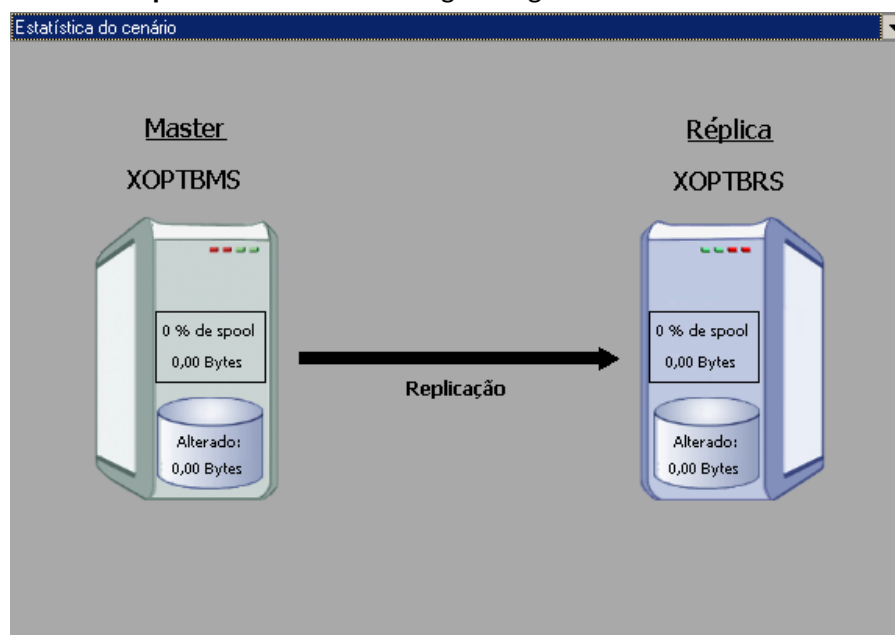 Estatística do cenário
Master
Réplica
XOPTBMS
XOPTBRS
0 % de spool
0,00 Bytes
0 % de spool
0,00 Bytes
Replicação
Alterado:
0,00 Bytes
Alterado:
0,00 Bytes